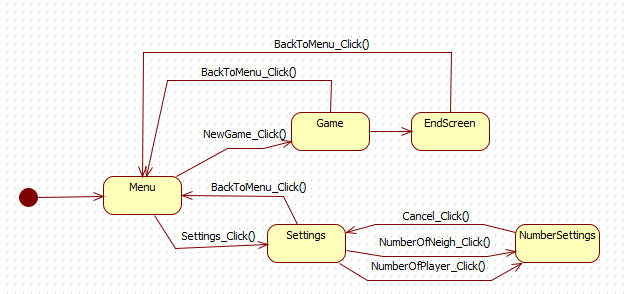 BackToMenu_Click()
BackToMenu_Click()
Game
EndScreen
NewGame_Click()
Menu
BackToMenu_Click()
Settings_Click()
Settings
Cancel_Click()
NumberOfNeigh_Click()
NumberSettings
NumberOfPlayer_Click()